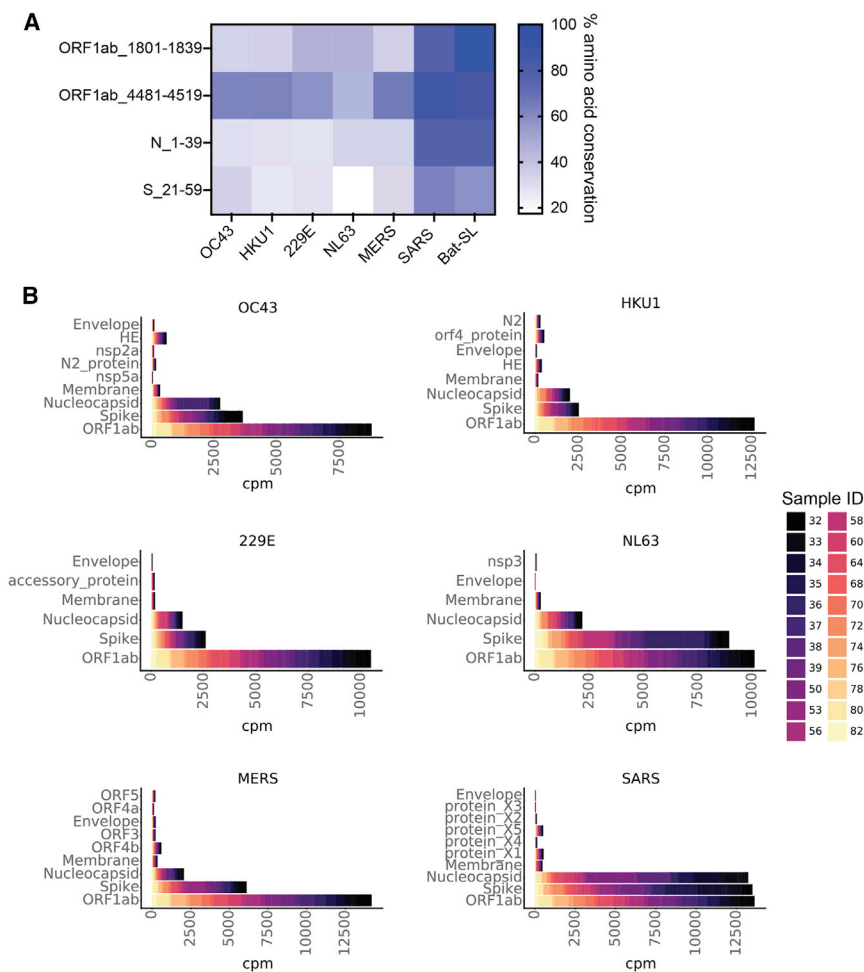 A
ORF1ab_1801-1839
ORF1ab_4481-4519
N_1-39
S_21-59
OC43
HKU1
229E
NL63
MERS
SARS
Bat-SL
100
80
60
40
20
% amino acid conservation
B
OC43
Envelope
HE
nsp2a
N2_protein
nsp5a
Membrane
Nucleocapsid
Spike
ORF1ab
0
2500
5000
7500
cpm
HKU1
N2
orf4_protein
Envelope
HE
Membrane
Nucleocapsid
Spike
ORF1ab
0
2500
5000
7500
10000
12500
cpm
229E
Envelope
accessory_protein
Membrane
Nucleocapsid
Spike
ORF1ab
0
2500
5000
7500
10000
cpm
NL63
nsp3
Envelope
Membrane
Nucleocapsid
Spike
ORF1ab
0
2500
5000
7500
10000
cpm
MERS
ORF5
ORF4a
Envelope
ORF3
ORF4b
Membrane
Nucleocapsid
Spike
ORF1ab
0
2500
5000
7500
10000
12500
cpm
SARS
Envelope
protein_X3
protein_X2
protein_X5
protein_X4
protein_X1
Membrane
Nucleocapsid
Spike
ORF1ab
0
2500
5000
7500
10000
12500
cpm
Sample ID
32 58
33 60
34 64
35 68
36 70
37 72
38 74
39 76
50 78
53 80
56 82